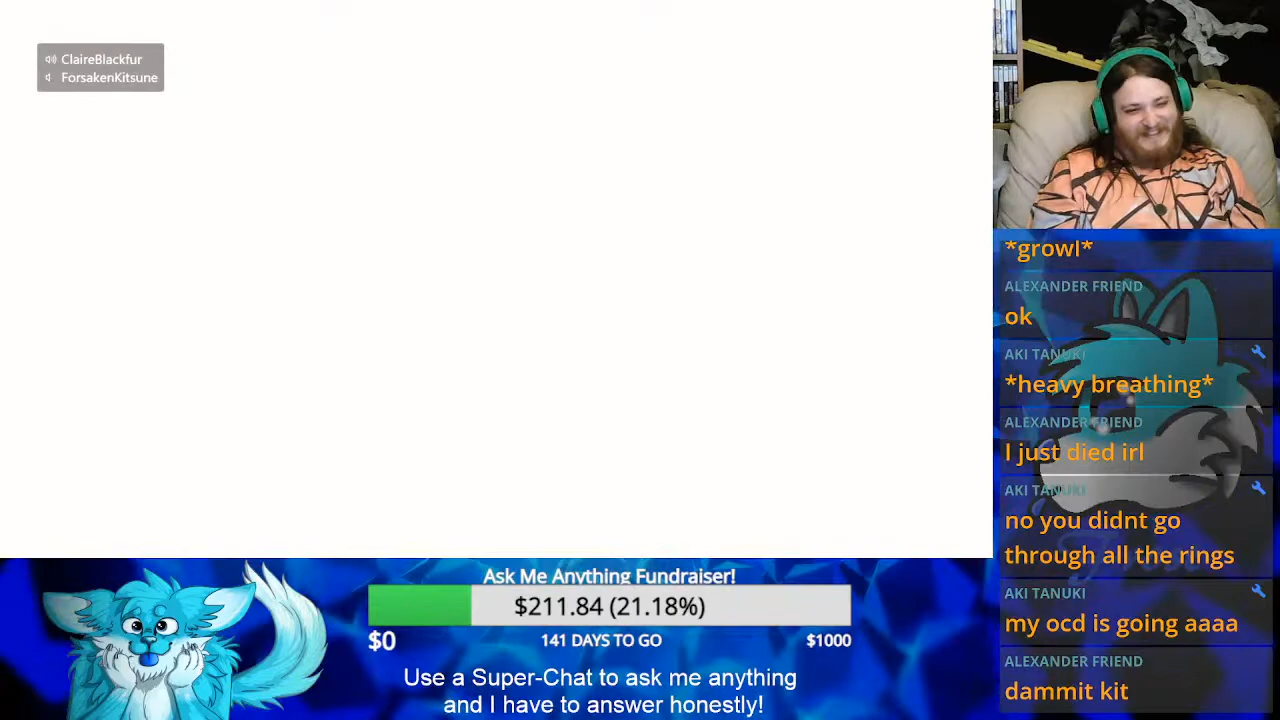 ClaireBlackfur
ForsakenKitsune
*growl*
ALEXANDER FRIEND
ok
AKI TANUKI
*heavy breathing*
ALEXANDER FRIEND
I just died irl
AKI TANUKI
no you didnt go
through all the rings
AKI TANUKI
my ocd is going aaaa
ALEXANDER FRIEND
dammit kit
Ask Me Anything Fundraiser!
$211.84 (21.18%)
$0
141 DAYS TO GO
$1000
Use a Super-Chat to ask me anything
and I have to answer honestly!